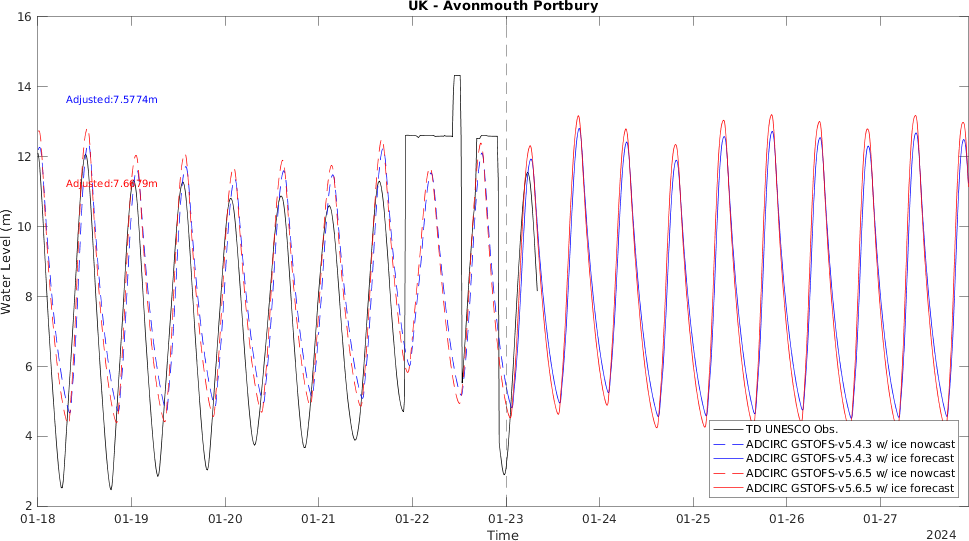 UK - Avonmouth Portbury
16
14
12
10
8
6
4
2
Water Level (m)
Adjusted:7.5774m
Adjusted:7.6679m
TD UNESCO Obs.
ADCIRC GSTOFS-v5.4.3 w/ ice nowcast
ADCIRC GSTOFS-v5.4.3 w/ ice forecast
ADCIRC GSTOFS-v5.6.5 w/ ice nowcast
ADCIRC GSTOFS-v5.6.5 w/ ice forecast
01-18 01-19 01-20 01-21 01-22 01-23 01-24 01-25 01-26 01-27
Time
2024